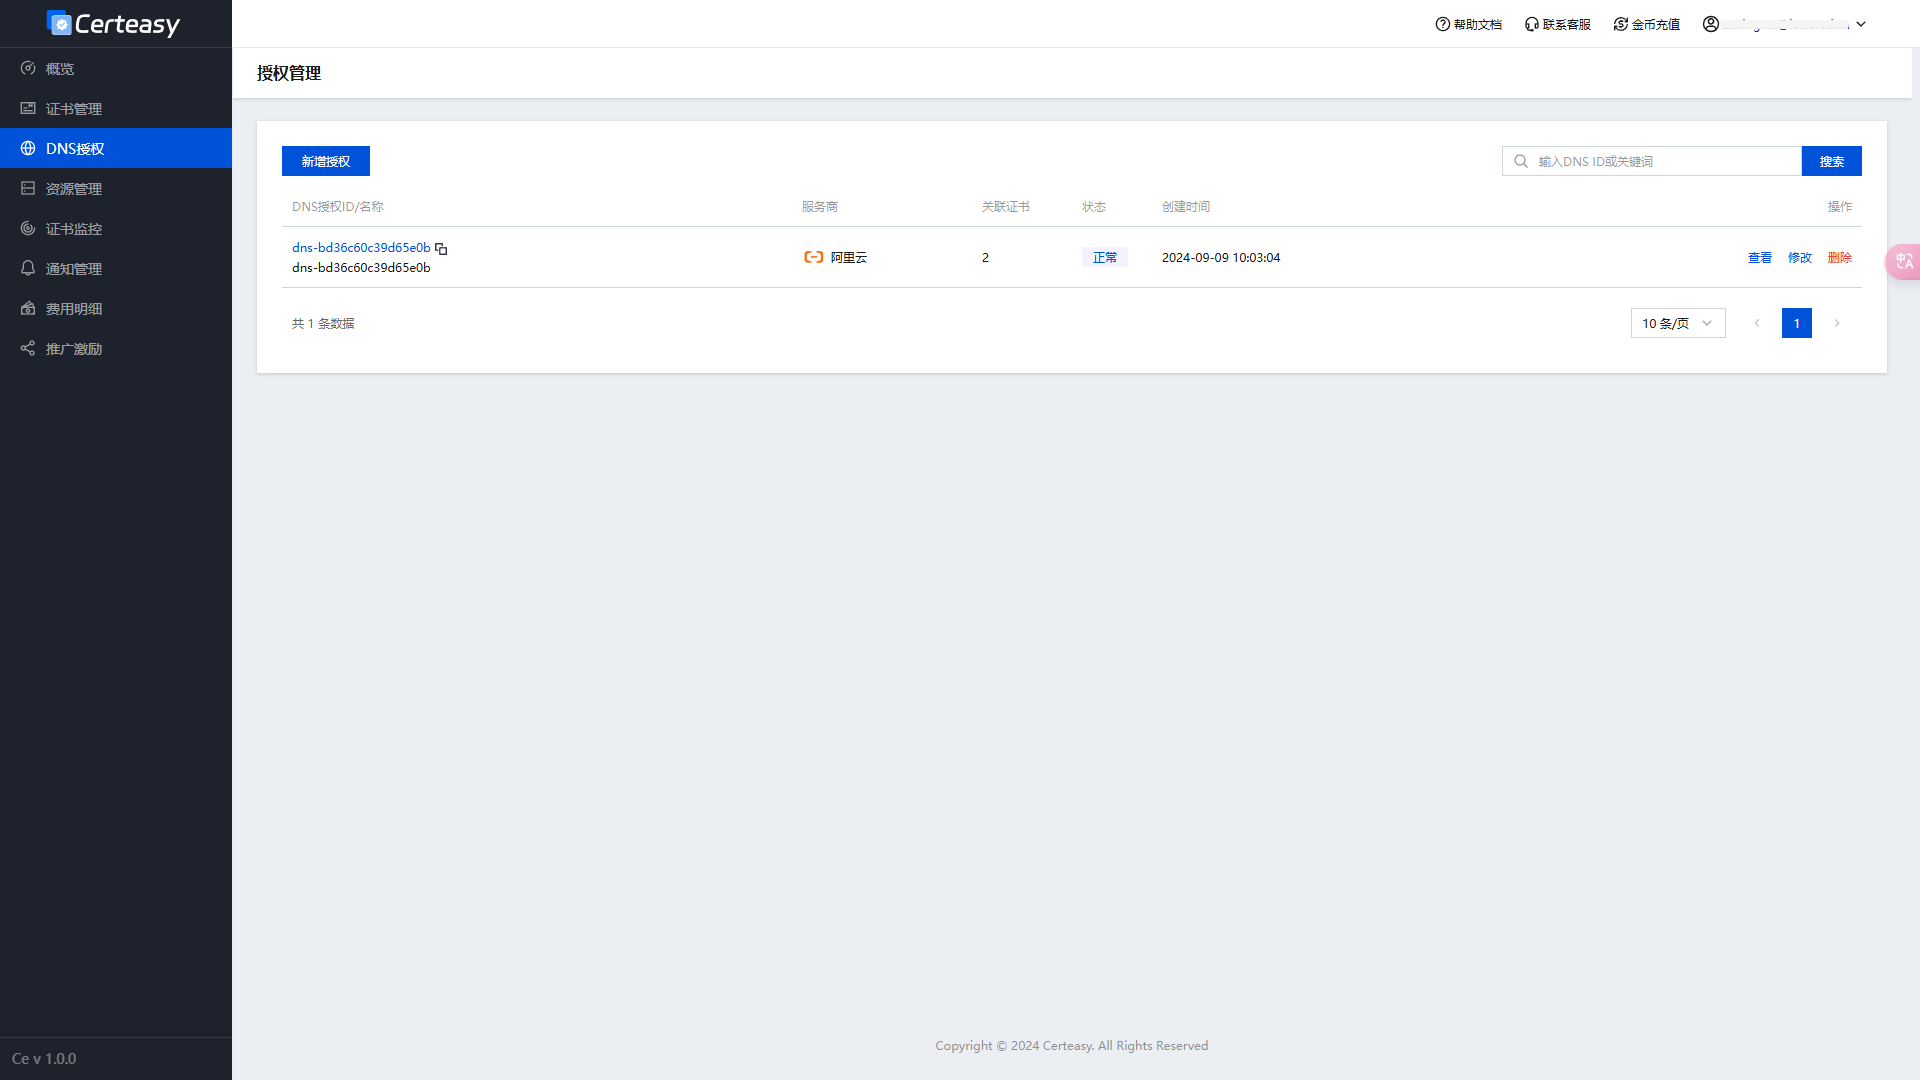 Certeasy
帮助文档
联系客服
金币充值
概览
证书管理
DNS授权
资源管理
证书监控
通知管理
费用明细
推广激励
Ce v 1.0.0
授权管理
新增授权
输入DNS ID或关键词
搜索
DNS授权ID/名称 服务商 关联证书 状态 创建时间 操作
dns-bd36c60c39d65e0b
dns-bd36c60c39d65e0b
阿里云 2 正常 2024-09-09 10:03:04 查看 修改 删除
共 1 条数据
10 条/页
1
Copyright © 2024 Certeasy. All Rights Reserved